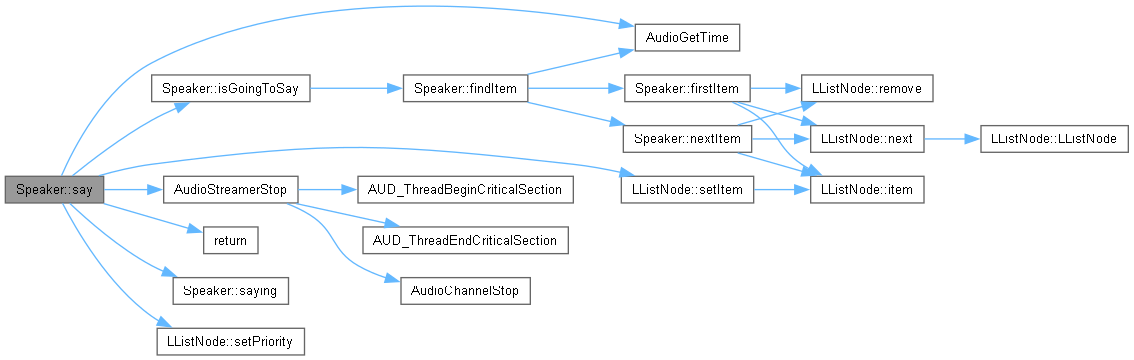 AudioGetTime
Speaker::isGoingToSay
Speaker::findItem
Speaker::firstItem
LListNode::remove
Speaker::nextItem
LListNode::next
LListNode::LListNode
Speaker::say
AudioStreamerStop
AUD_ThreadBeginCriticalSection
LListNode::setItem
LListNode::item
return
AUD_ThreadEndCriticalSection
Speaker::saying
AudioChannelStop
LListNode::setPriority